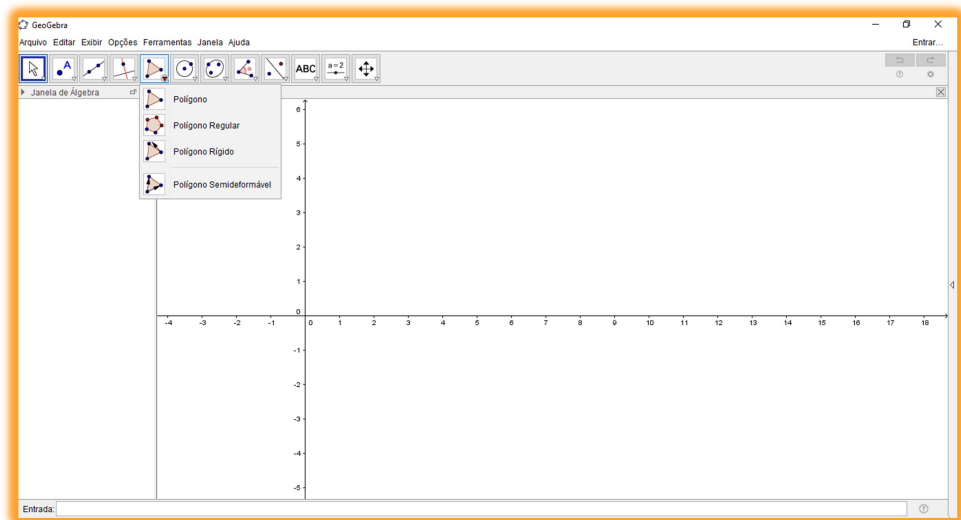 GeoGebra
Arquivo Editar Exibir Opções Ferramentas Janela Ajuda
Entrar...
A
ABC
a=2
Janela de Álgebra
Polígono
Polígono Regular
Polígono Rígido
Polígono Semideformável
6
5
4
3
2
1
0
-4 -3 -2 -1 0 1 2 3 4 5 6 7 8 9 10 11 12 13 14 15 16 17 18
-1
-2
-3
-4
-5
Entrada: